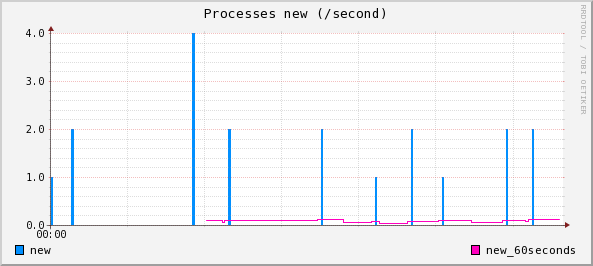 Processes new (/second)
RRDTOOL / TOBI OETIKER
4.0
3.0
2.0
1.0
0.0
00:00
new
new_60seconds